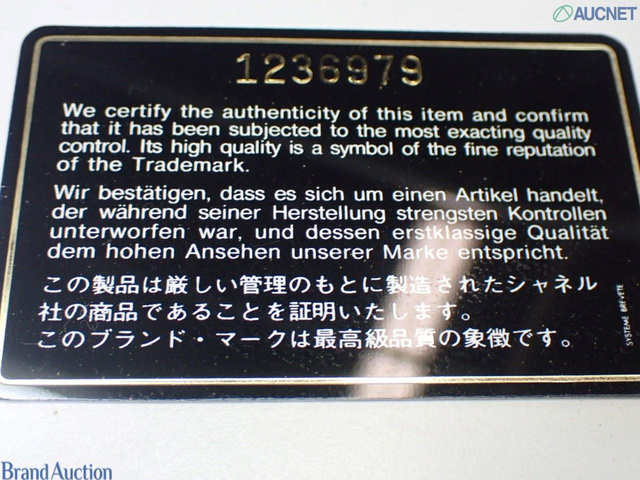 AUCNET
1236979
We certify the authenticity of this item and confirm
that it has been subjected to the most exacting quality
control. Its high quality is a symbol of the fine reputation
of the Trademark.
Wir bestätigen, dass es sich um einen Artikel handelt,
der während seiner Herstellung strengsten Kontrollen
unterworfen war, und dessen erstklassige Qualität
dem hohen Ansehen unserer Marke entspricht.
この製品は厳しい管理のもとに製造されたシャネル
社の商品であることを証明いたします。
このブランド・マークは最高級品質の象徴です。
SYSTEME BREVETE
Brand Auction